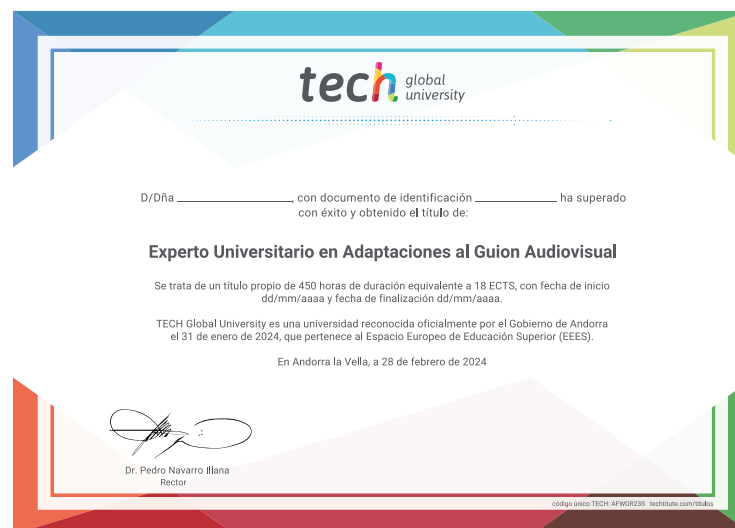 tech global university
D/Dña ______________, con documento de identificación ____________ ha superado
con éxito y obtenido el título de:
Experto Universitario en Adaptaciones al Guion Audiovisual
Se trata de un título propio de 450 horas de duración equivalente a 18 ECTS, con fecha de inicio
dd/mm/aaaa y fecha de finalización dd/mm/aaaa.
TECH Global University es una universidad reconocida oficialmente por el Gobierno de Andorra
el 31 de enero de 2024, que pertenece al Espacio Europeo de Educación Superior (EEES).
En Andorra la Vella, a 28 de febrero de 2024
Dr. Pedro Navarro Illana
Rector
código único TECH: AFWOR23S techtitute.com/títulos